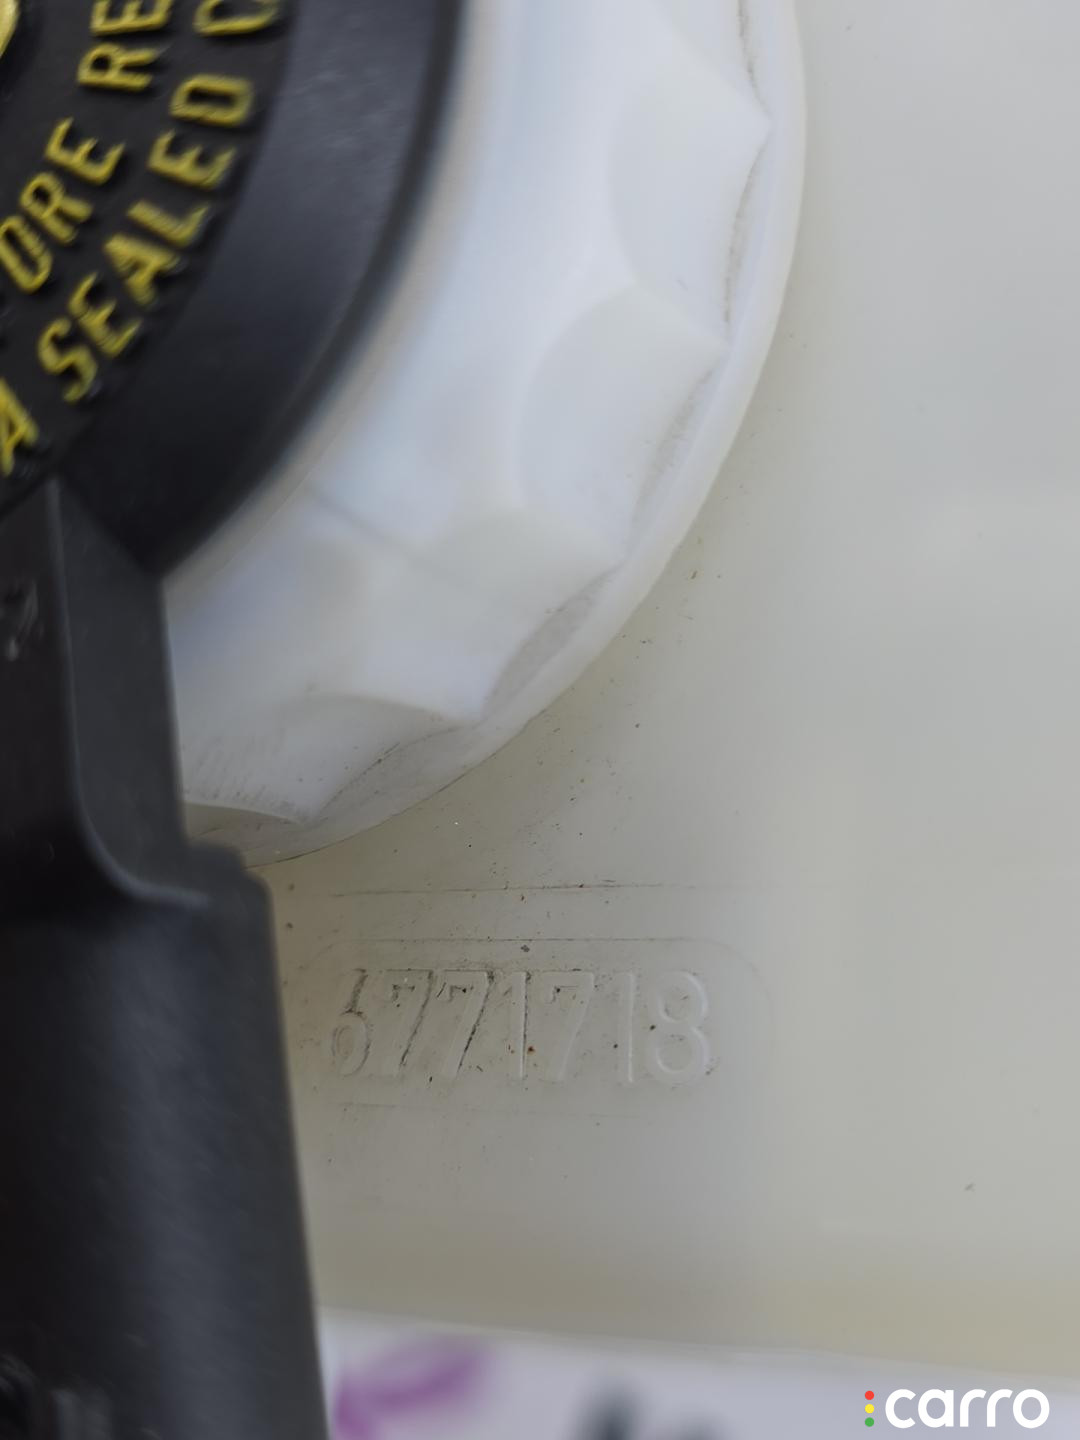 ORE RE
A SEALED C
6771718
carro